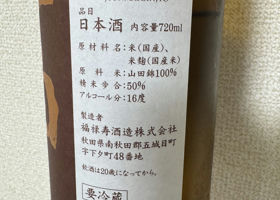 品目
日本酒 内容量720ml
原材料名：米(国産)、
米麹(国産米)
原料米：山田錦100%
精米歩合：50%
アルコール分：16度
製造者
福禄寿酒造株式会社
秋田県南秋田郡五城目町
字下タ町48番地
飲酒は20歳になってから。
要冷蔵